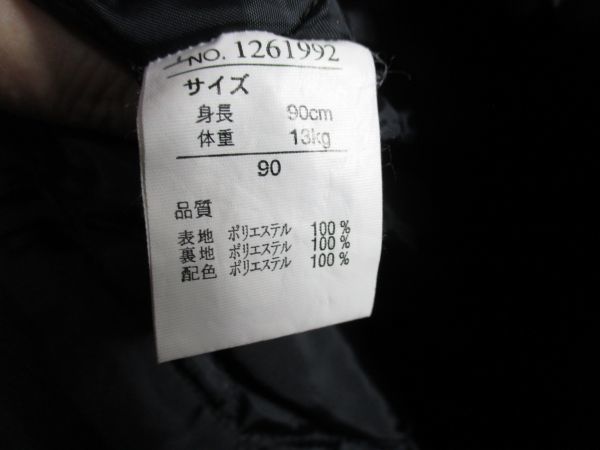 NO. 1261992
サイズ
身長 90cm
体重 13kg
90
品質
表地 ポリエステル 100%
裏地 ポリエステル 100%
配色 ポリエステル 100%